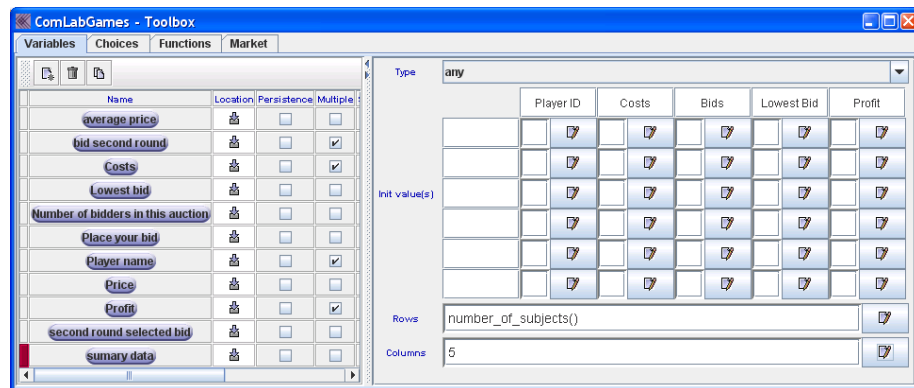 ComLabGames - Toolbox
Variables Choices Functions Market
Name Location Persistence Multiple
average price
bid second round
Costs
Lowest bid
Number of bidders in this auction
Place your bid
Player name
Price
Profit
second round selected bid
sumary data
Type any
Player ID Costs Bids Lowest Bid Profit
Init value(s)
Rows number_of_subjects()
Columns 5